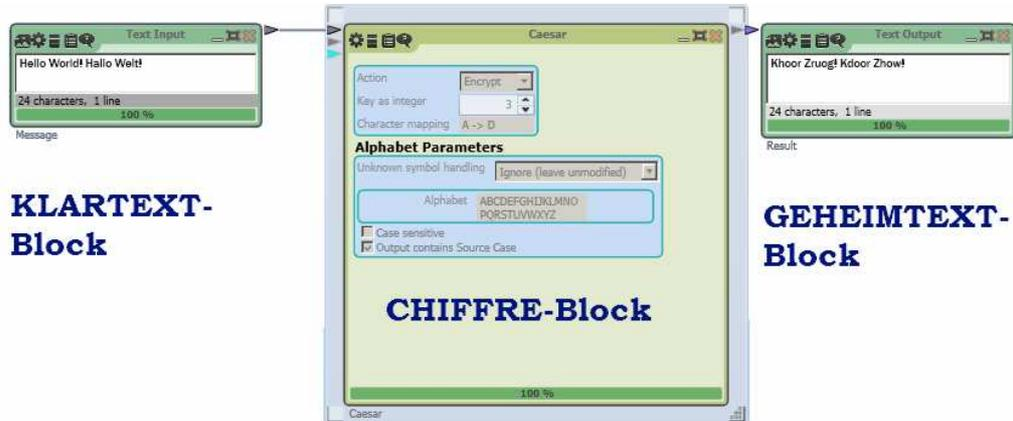 Text Input
Hello World! Hallo Welt!
24 characters, 1 line
100 %
Message
KLARTEXT-
Block
Caesar
Action
Encrypt
Key as integer
3
Character mapping
A -> D
Alphabet Parameters
Unknown symbol handling
Ignore (leave unmodified)
Alphabet
ABCDEFGHIJKLMNO
PQRSTUVWXYZ
Case sensitive
Output contains Source Case
CHIFFRE-Block
100 %
Caesar
Text Output
Khoor Zruog! Kdoor Zhow!
24 characters, 1 line
100 %
Result
GEHEIMTEXT-
Block